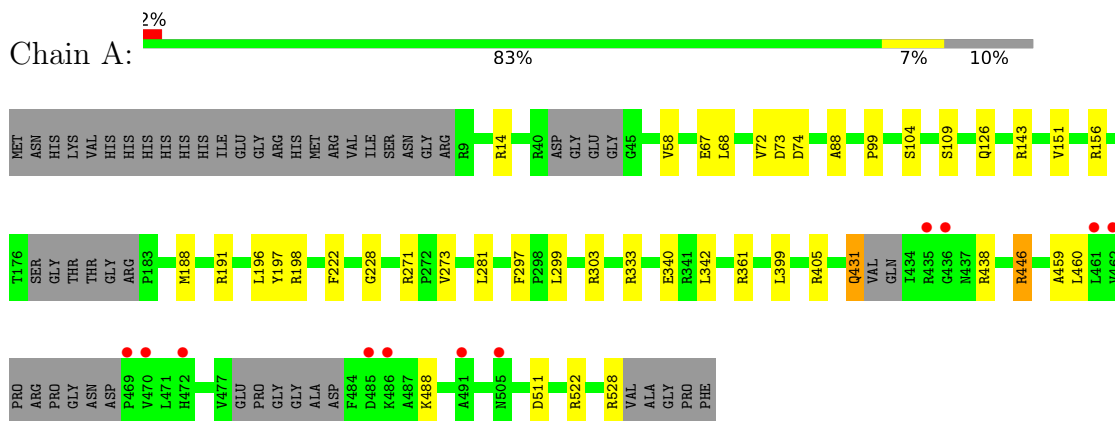 2%
Chain A:
83% 7% 10%
MET ASN HIS LYS VAL HIS HIS HIS HIS HIS HIS ILE GLU GLY ARG HIS MET ARG VAL ILE SER ASN GLY ARG R9 R14 R40 ASP GLY GLU GLY G45 V58 E67 L68 V72 D73 D74 A88 P99 S104 S109 Q126 R143 V151 R156
T176 SER GLY THR THR GLY ARG P183 M188 R191 L196 Y197 R198 F222 G228 R271 P272 V273 L281 F297 P298 L299 R303 R333 E340 R341 L342 R361 L399 R405 Q431 VAL GLN I434 R435 G436 N437 R438 R446 A459 L460 L461
PRO ARG PRO GLY ASN ASP P469 V470 L471 H472 V477 GLU PRO GLY GLY ALA ASP F484 D485 K486 A487 K488 A491 N505 D511 R522 R528 VAL ALA GLY PRO PHE